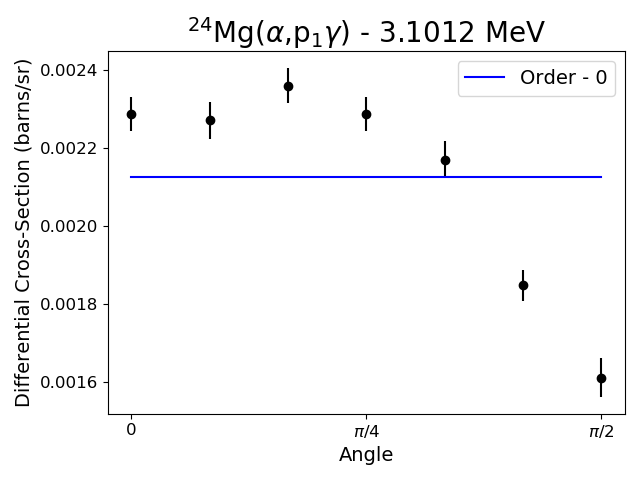 ²⁴Mg(α,p₁γ) - 3.1012 MeV
Order - 0
Differential Cross-Section (barns/sr)
0.0024
0.0022
0.0020
0.0018
0.0016
0 π/4 π/2
Angle